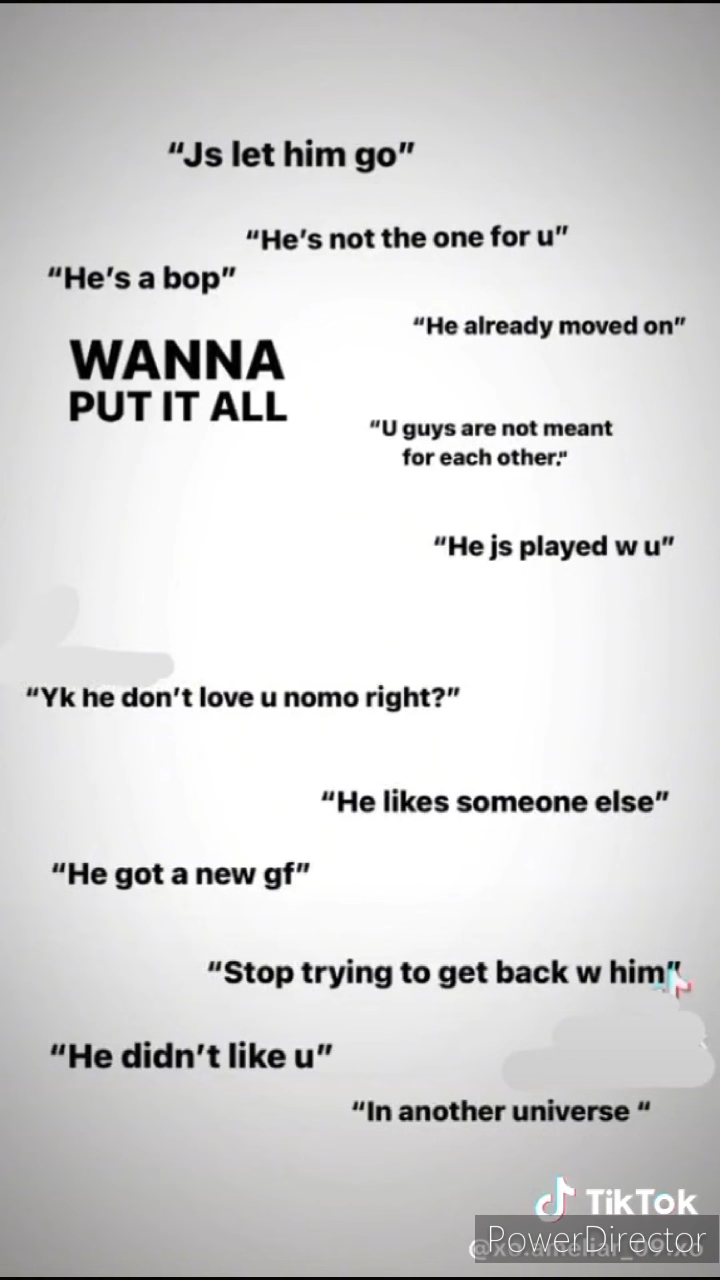 “Js let him go”
“He’s not the one for u”
“He’s a bop”
“He already moved on”
WANNA
PUT IT ALL
“U guys are not meant
for each other."
“He js played w u”
“Yk he don’t love u nomo right?”
“He likes someone else”
“He got a new gf”
“Stop trying to get back w him”
“He didn’t like u”
“In another universe “
TikTok
PowerDirector